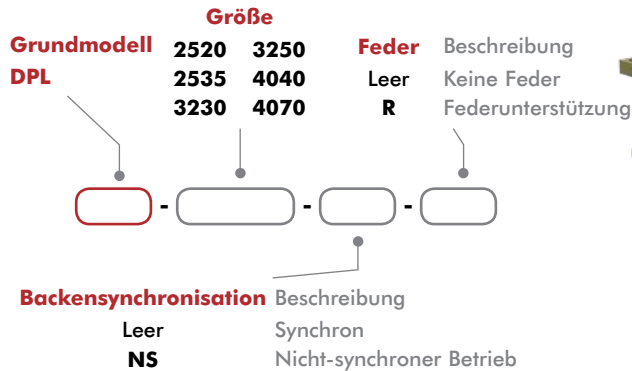 Größe
Grundmodell 2520 3250 Feder Beschreibung
DPL 2535 4040 Leer Keine Feder
3230 4070 R Federunterstützung
- - -
Backensynchronisation Beschreibung
Leer Synchron
NS Nicht-synchroner Betrieb